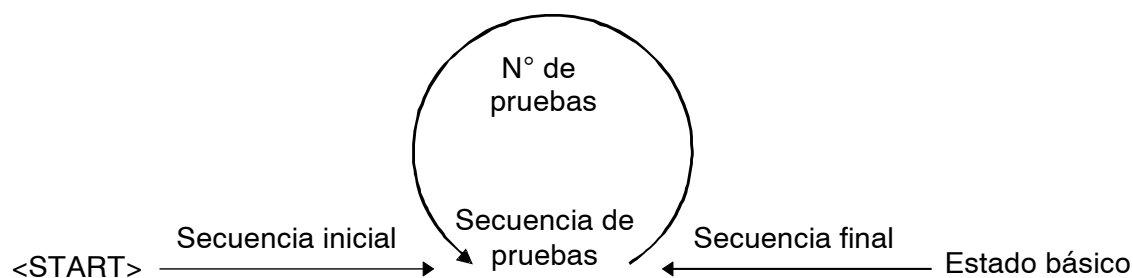 N° de
pruebas
Secuencia de
pruebas
Secuencia inicial
Secuencia final
<START>
Estado básico